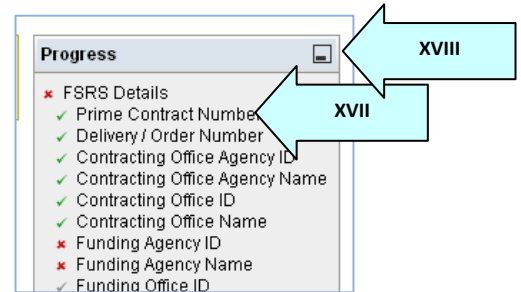 Progress
XVIII
FSRS Details
Prime Contract Number
XVII
Delivery / Order Number
Contracting Office Agency ID
Contracting Office Agency Name
Contracting Office ID
Contracting Office Name
Funding Agency ID
Funding Agency Name
Funding Office ID